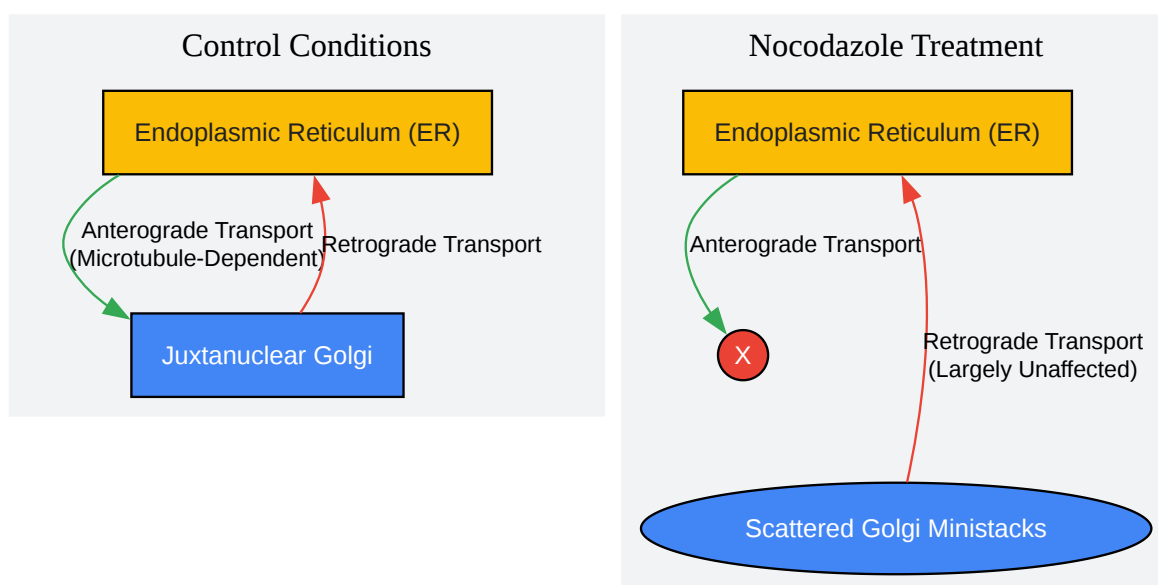 Control Conditions
Endoplasmic Reticulum (ER)
Anterograde Transport
(Microtubule-Dependent)
Retrograde Transport
Juxtanuclear Golgi
Nocodazole Treatment
Endoplasmic Reticulum (ER)
Anterograde Transport
X
Retrograde Transport
(Largely Unaffected)
Scattered Golgi Ministacks